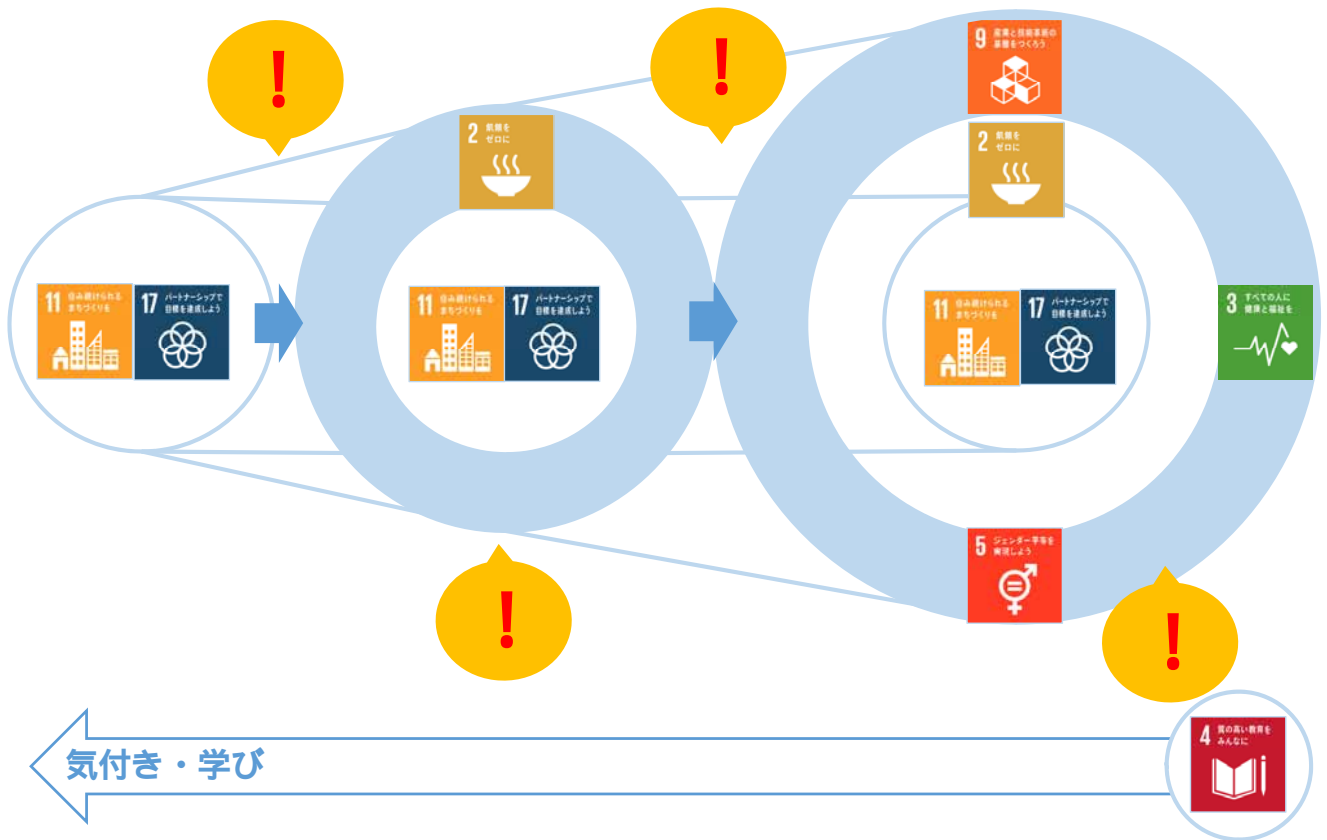 !
!
9 産業と技術革新の
基盤をつくろう
2 飢餓を
ゼロに
2 飢餓を
ゼロに
11 住み続けられる
まちづくりを
17 パートナーシップで
目標を達成しよう
11 住み続けられる
まちづくりを
17 パートナーシップで
目標を達成しよう
11 住み続けられる
まちづくりを
17 パートナーシップで
目標を達成しよう
3 すべての人に
健康と福祉を
5 ジェンダー平等を
実現しよう
!
!
4 質の高い教育を
みんなに
気付き・学び